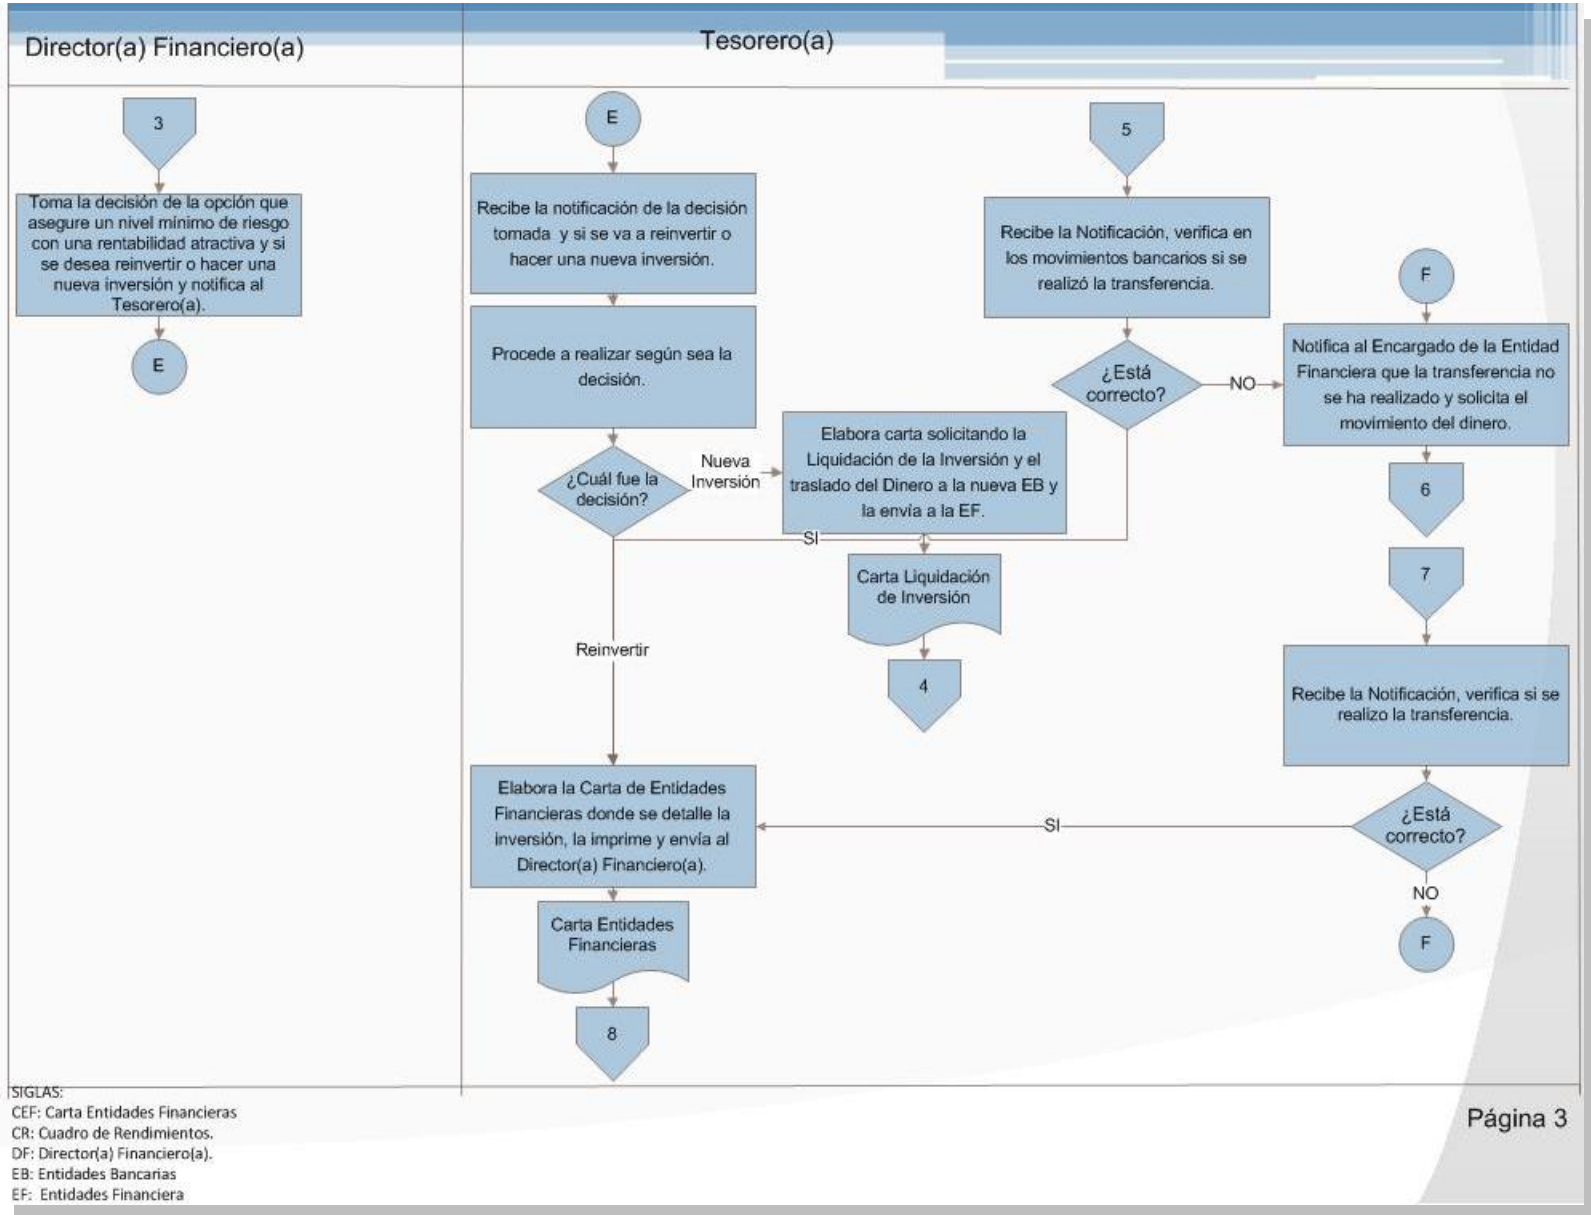 Director(a) Financiero(a)
Tesorero(a)
3
Toma la decisión de la opción que
asegure un nivel mínimo de riesgo
con una rentabilidad atractiva y si
se desea reinvertir o hacer una
nueva inversión y notifica al
Tesorero(a).
E
E
Recibe la notificación de la decisión
tomada y si se va a reinvertir o
hacer una nueva inversión.
Procede a realizar según sea la
decisión.
¿Cuál fue la
decisión?
Nueva
Inversión
Elabora carta solicitando la
Liquidación de la Inversión y el
traslado del Dinero a la nueva EB y
la envía a la EF.
SI
Carta Liquidación
de Inversión
4
Reinvertir
Elabora la Carta de Entidades
Financieras donde se detalle la
inversión, la imprime y envía al
Director(a) Financiero(a).
Carta Entidades
Financieras
8
5
Recibe la Notificación, verifica en
los movimientos bancarios si se
realizó la transferencia.
¿Está
correcto?
NO
F
Notifica al Encargado de la Entidad
Financiera que la transferencia no
se ha realizado y solicita el
movimiento del dinero.
6
7
Recibe la Notificación, verifica si se
realizo la transferencia.
¿Está
correcto?
SI
NO
F
SIGLAS:
CEF: Carta Entidades Financieras
CR: Cuadro de Rendimientos.
DF: Director(a) Financiero(a).
EB: Entidades Bancarias
EF: Entidades Financiera
Página 3